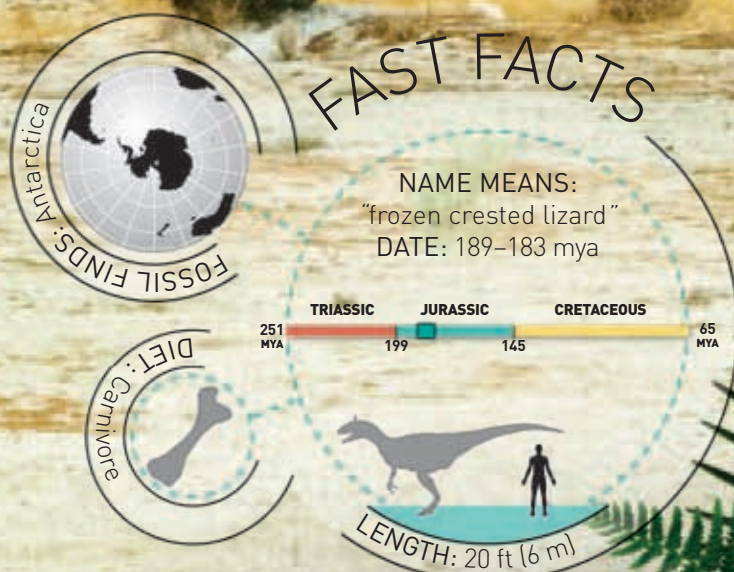 FAST FACTS
FOSSIL FINDS: Antarctica
NAME MEANS:
“frozen crested lizard”
DATE: 189–183 mya
TRIASSIC JURASSIC CRETACEOUS
251 MYA
199
145
65 MYA
DIET: Carnivore
LENGTH: 20 ft (6 m)